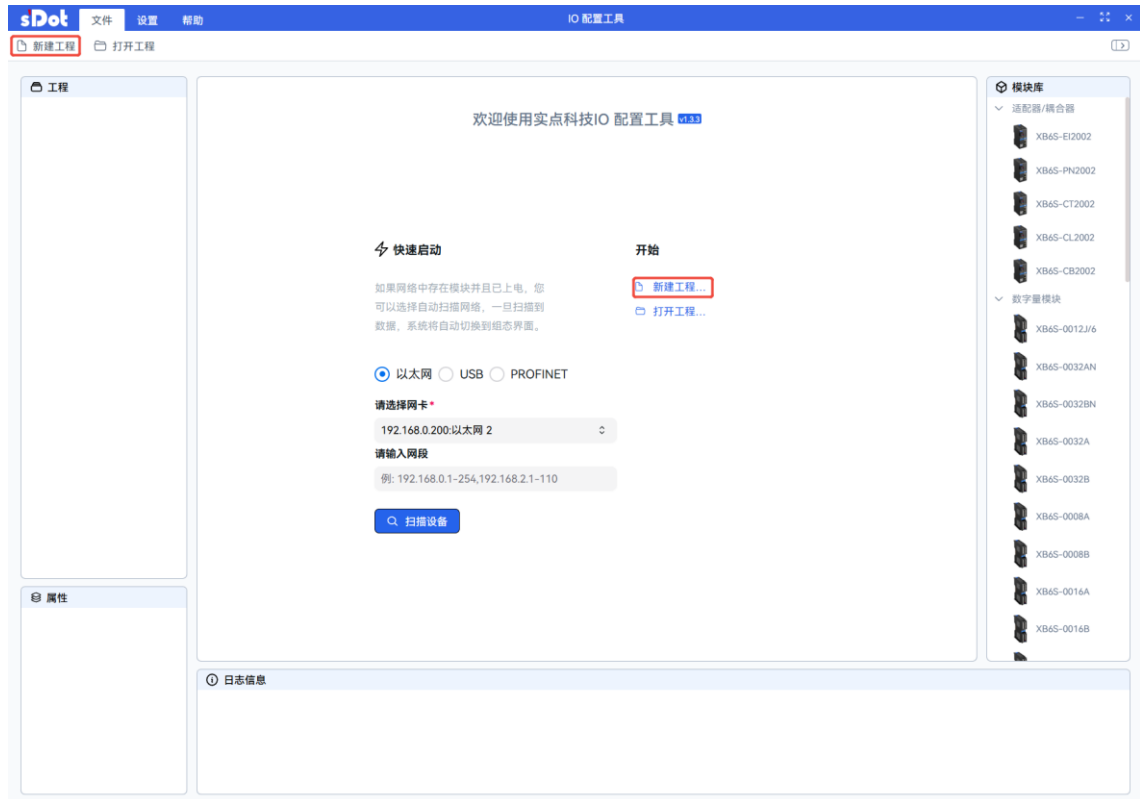 sDot 文件 设置 帮助 IO 配置工具
新建工程 打开工程
工程
欢迎使用实点科技IO 配置工具 v1.3.3
快速启动
如果网络中存在模块并且已上电，您
可以选择自动扫描网络，一旦扫描到
数据，系统将自动切换到组态界面。
开始
新建工程...
打开工程...
以太网 USB PROFINET
请选择网卡*
192.168.0.200:以太网 2
请输入网段
例: 192.168.0.1-254,192.168.2.1-110
扫描设备
模块库
适配器/耦合器
XB6S-EI2002
XB6S-PN2002
XB6S-CT2002
XB6S-CL2002
XB6S-CB2002
数字量模块
XB6S-0012J/6
XB6S-0032AN
XB6S-0032BN
XB6S-0032A
XB6S-0032B
XB6S-0008A
XB6S-0008B
XB6S-0016A
XB6S-0016B
属性
日志信息